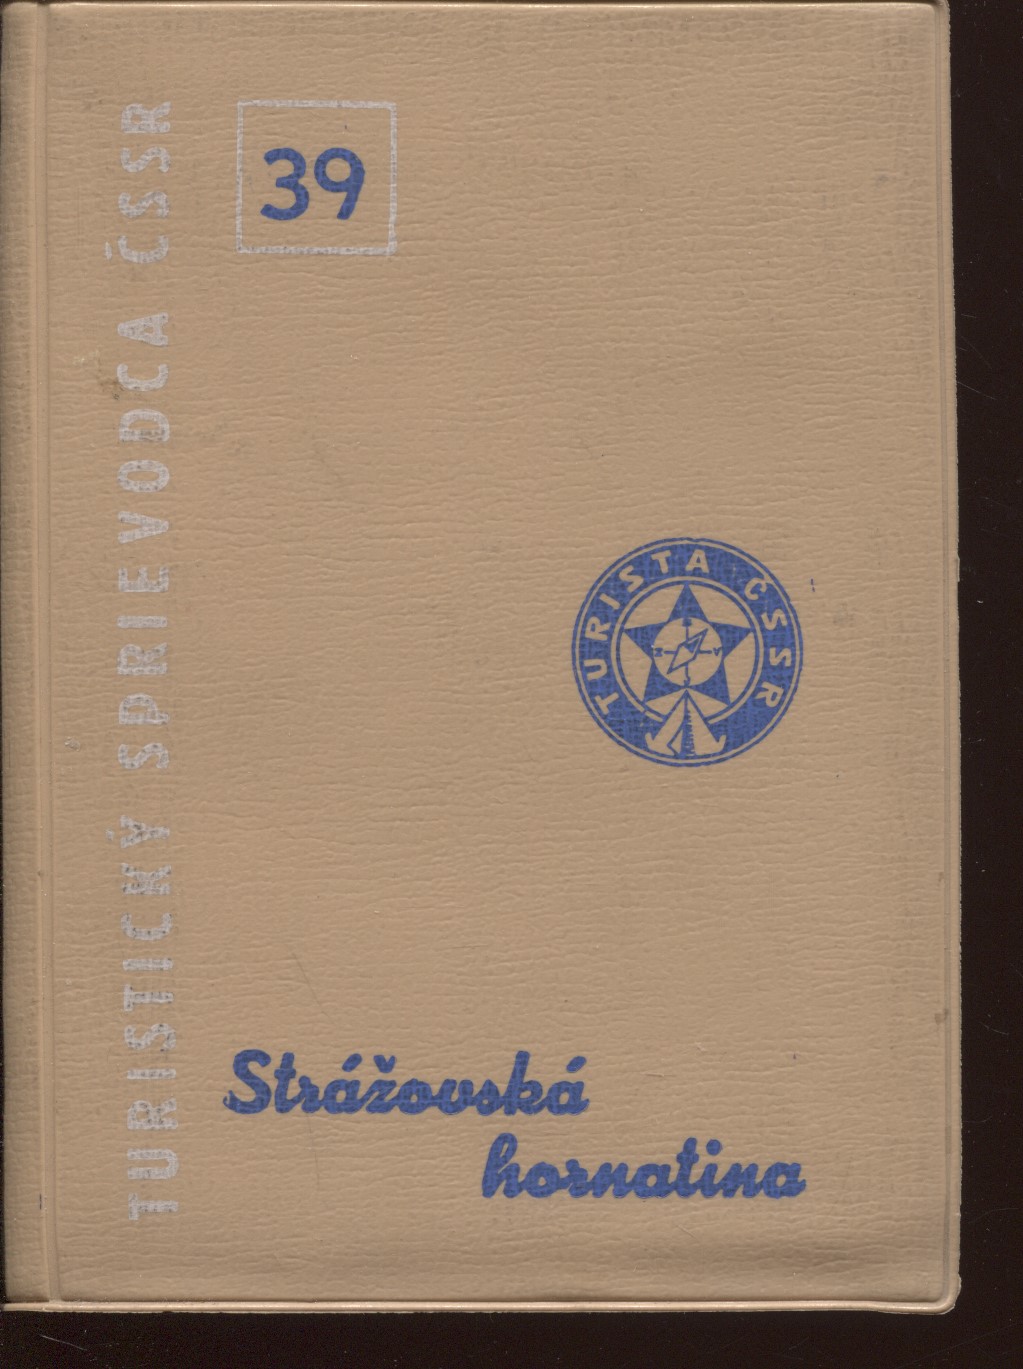 TURISTICKÝ SPRIEVODCA ČSSR
39
TURISTA ČSSR
S
V
Strážovská
hornatina